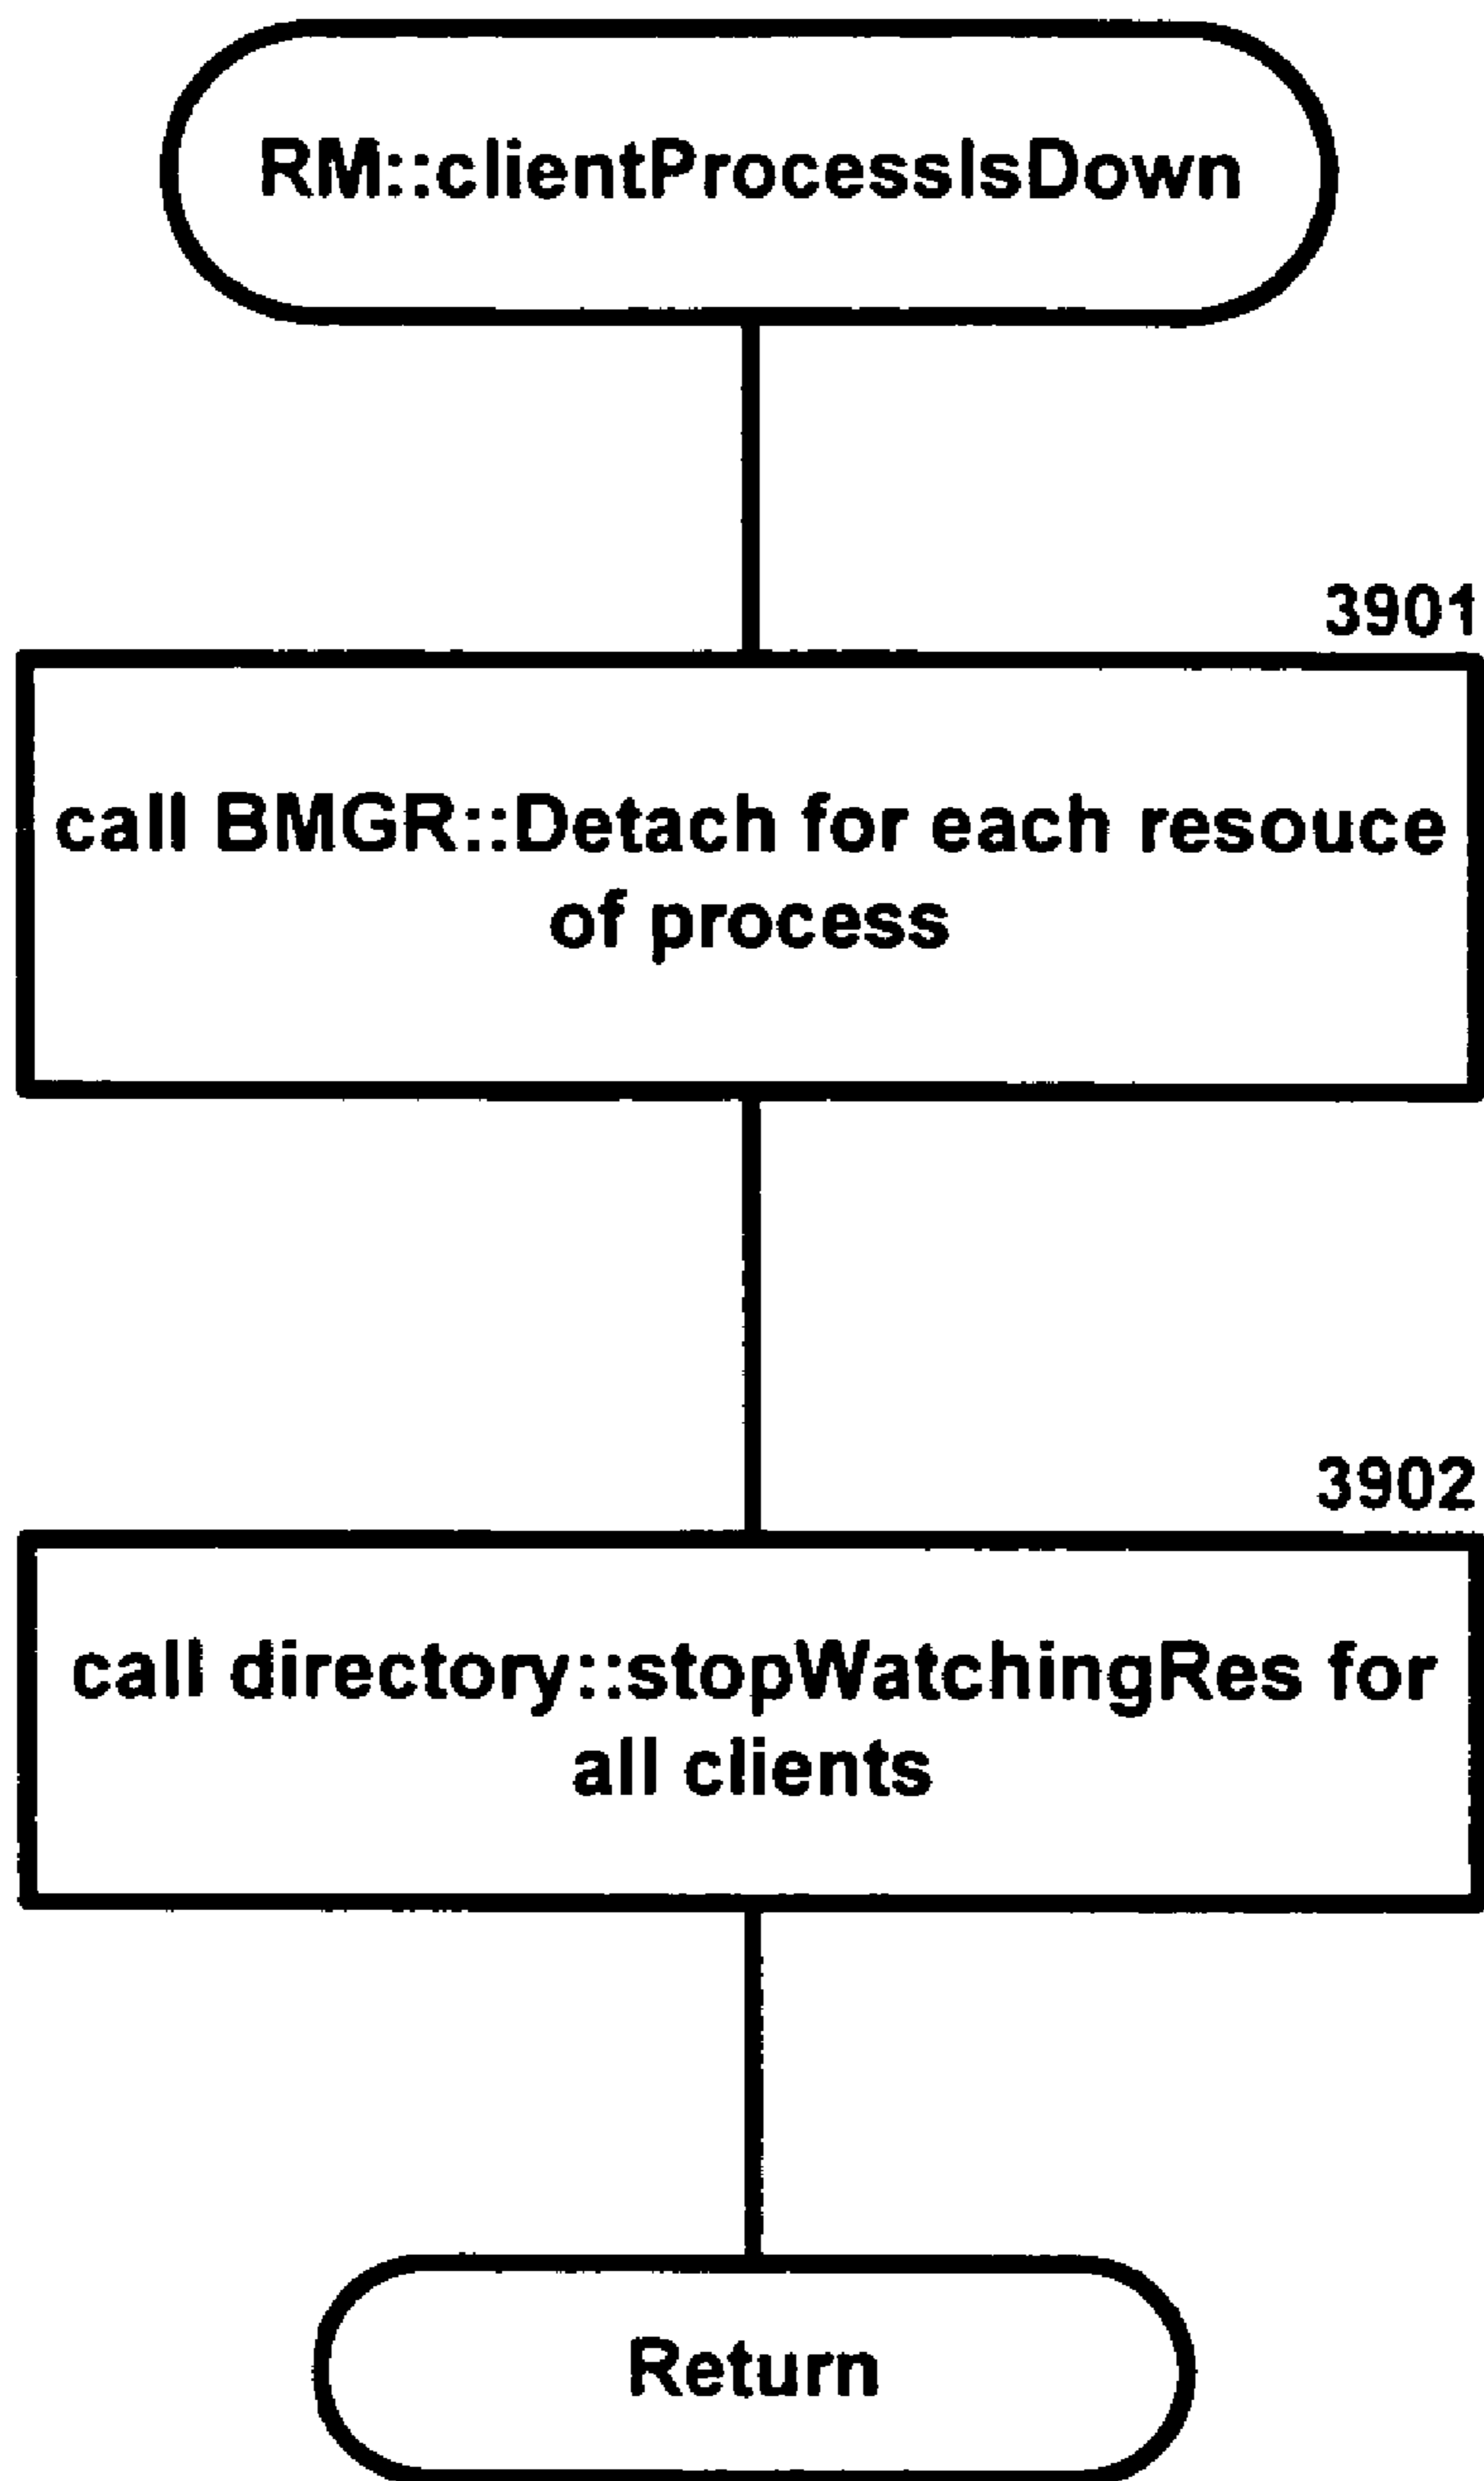 RM::clientProcessIsDown
3901
call BMGR::Detach for each resouce
of process
3902
call directory::stopWatchingRes for
all clients
Return